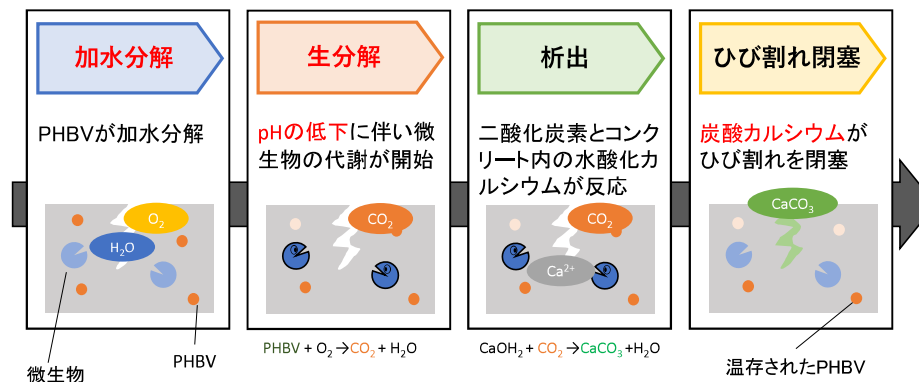 加水分解
PHBVが加水分解
O₂
H₂O
微生物
PHBV
生分解
pHの低下に伴い微
生物の代謝が開始
CO₂
PHBV + O₂ →CO₂ + H₂O
析出
二酸化炭素とコンク
リート内の水酸化カ
ルシウムが反応
CO₂
Ca²⁺
CaOH₂ + CO₂ →CaCO₃ +H₂O
ひび割れ閉塞
炭酸カルシウムが
ひび割れを閉塞
CaCO₃
温存されたPHBV